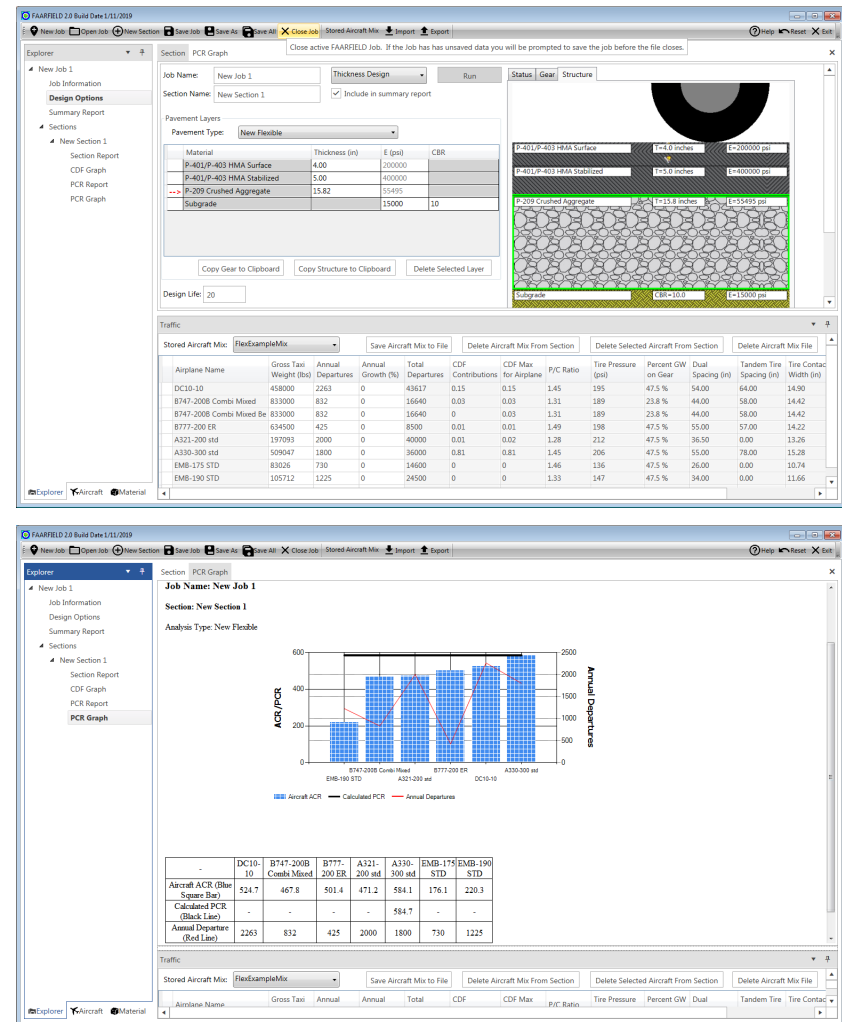 FAARFIELD 2.0 Build Date 1/11/2019
New Job Open Job New Section Save Job Save As Save All Close Job Stored Aircraft Mix Import Export Help Reset Exit
Close active FAARFIELD Job. If the Job has has unsaved data you will be prompted to save the job before the file closes.
Explorer
New Job 1
Job Information
Design Options
Summary Report
Sections
New Section 1
Section Report
CDF Graph
PCR Report
PCR Graph
Explorer Aircraft Material
Section PCR Graph
Job Name: New Job 1 Thickness Design Run
Section Name: New Section 1 Include in summary report
Pavement Layers
Pavement Type: New Flexible
Material Thickness (in) E (psi) CBR
P-401/P-403 HMA Surface 4.00 200000
P-401/P-403 HMA Stabilized 5.00 400000
--> P-209 Crushed Aggregate 15.82 55495
Subgrade 15000 10
Copy Gear to Clipboard Copy Structure to Clipboard Delete Selected Layer
Design Life: 20
Status Gear Structure
P-401/P-403 HMA Surface T=4.0 inches E=200000 psi
P-401/P-403 HMA Stabilized T=5.0 inches E=400000 psi
P-209 Crushed Aggregate T=15.8 inches E=55495 psi
Subgrade CBR=10.0 E=15000 psi
Traffic
Stored Aircraft Mix: FlexExampleMix Save Aircraft Mix to File Delete Aircraft Mix From Section Delete Selected Aircraft From Section Delete Aircraft Mix File
Airplane Name Gross Taxi Weight (lbs) Annual Departures Annual Growth (%) Total Departures CDF Contributions CDF Max for Airplane P/C Ratio Tire Pressure (psi) Percent GW on Gear Dual Spacing (in) Tandem Tire Spacing (in) Tire Contac Width (in)
DC10-10 458000 2263 0 43617 0.15 0.15 1.45 195 47.5 % 54.00 64.00 14.90
B747-200B Combi Mixed 833000 832 0 16640 0.03 0.03 1.31 189 23.8 % 44.00 58.00 14.42
B747-200B Combi Mixed Be 833000 832 0 16640 0 0.03 1.31 189 23.8 % 44.00 58.00 14.42
B777-200 ER 634500 425 0 8500 0.01 0.01 1.49 198 47.5 % 55.00 57.00 14.22
A321-200 std 197093 2000 0 40000 0.01 0.02 1.28 212 47.5 % 36.50 0.00 13.26
A330-300 std 509047 1800 0 36000 0.81 0.81 1.45 206 47.5 % 55.00 78.00 15.28
EMB-175 STD 83026 730 0 14600 0 0 1.46 136 47.5 % 26.00 0.00 10.74
EMB-190 STD 105712 1225 0 24500 0 0 1.33 147 47.5 % 34.00 0.00 11.66
FAARFIELD 2.0 Build Date 1/11/2019
New Job Open Job New Section Save Job Save As Save All Close Job Stored Aircraft Mix Import Export Help Reset Exit
Explorer
New Job 1
Job Information
Design Options
Summary Report
Sections
New Section 1
Section Report
CDF Graph
PCR Report
PCR Graph
Explorer Aircraft Material
Section PCR Graph
Job Name: New Job 1
Section: New Section 1
Analysis Type: New Flexible
600 2500
2000
400 1500
200 1000
500
0 0
ACR/PCR
Annual Departures
B747-200B Combi Mixed B777-200 ER A330-300 std
EMB-190 STD A321-200 std DC10-10
Aircraft ACR Calculated PCR Annual Departures
- DC10-10 B747-200B Combi Mixed B777-200 ER A321-200 std A330-300 std EMB-175 STD EMB-190 STD
Aircraft ACR (Blue Square Bar) 524.7 467.8 501.4 471.2 584.1 176.1 220.3
Calculated PCR (Black Line) - - - - 584.7 - -
Annual Departure (Red Line) 2263 832 425 2000 1800 730 1225
Traffic
Stored Aircraft Mix: FlexExampleMix Save Aircraft Mix to File Delete Aircraft Mix From Section Delete Selected Aircraft From Section Delete Aircraft Mix File
Airplane Name Gross Taxi Annual Annual Total CDF CDF Max P/C Ratio Tire Pressure Percent GW Dual Tandem Tire Tire Contac